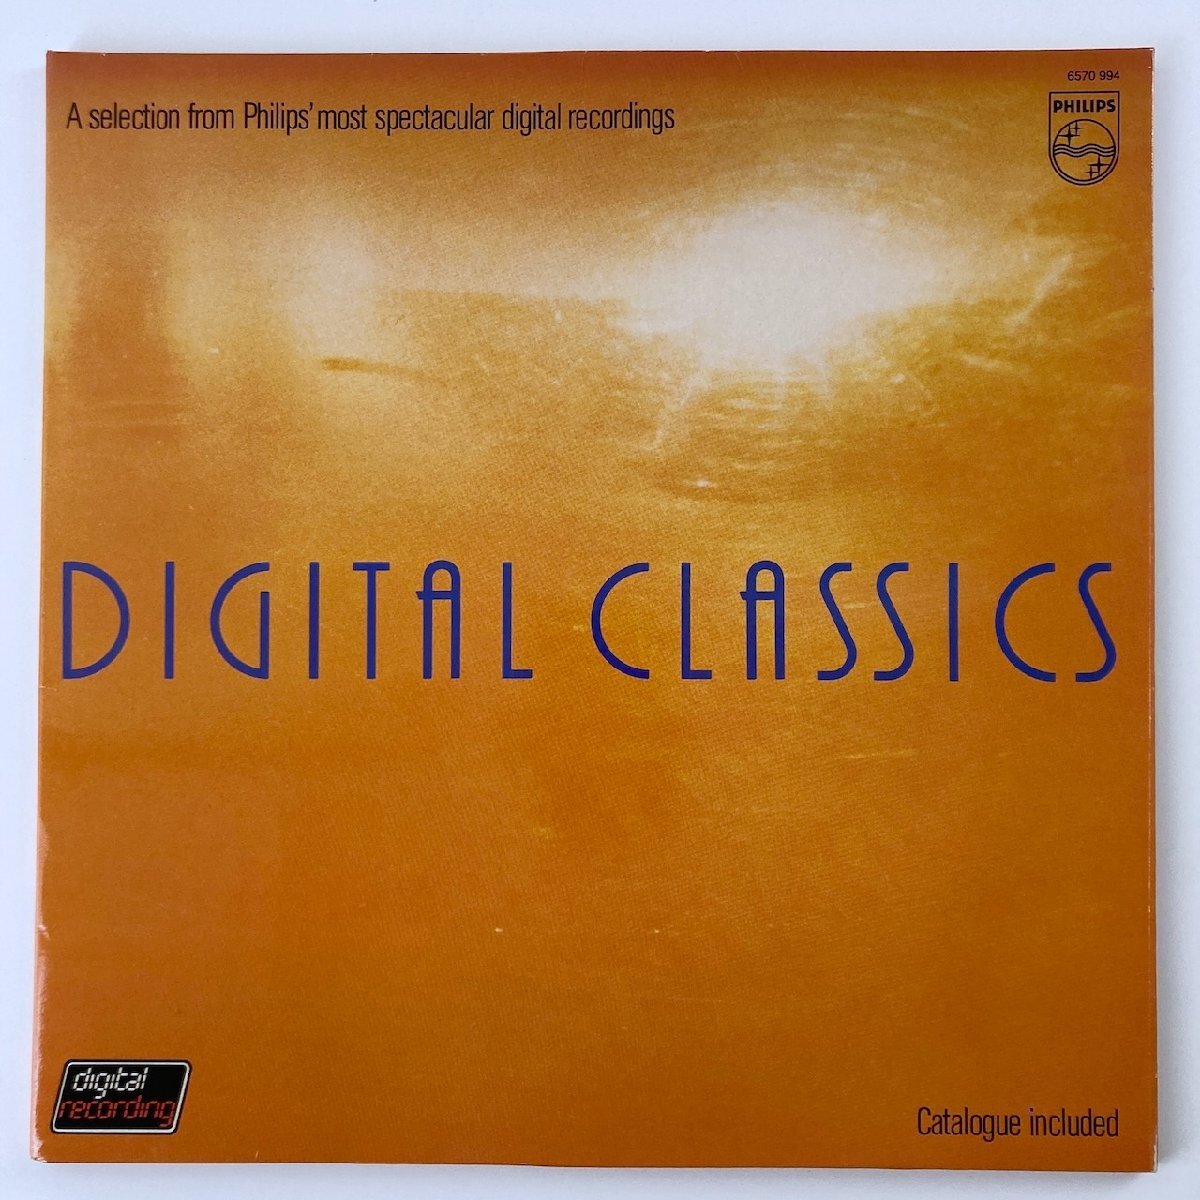 6570 994
A selection from Philips' most spectacular digital recordings
PHILIPS
DIGITAL CLASSICS
digital
recording
Catalogue included